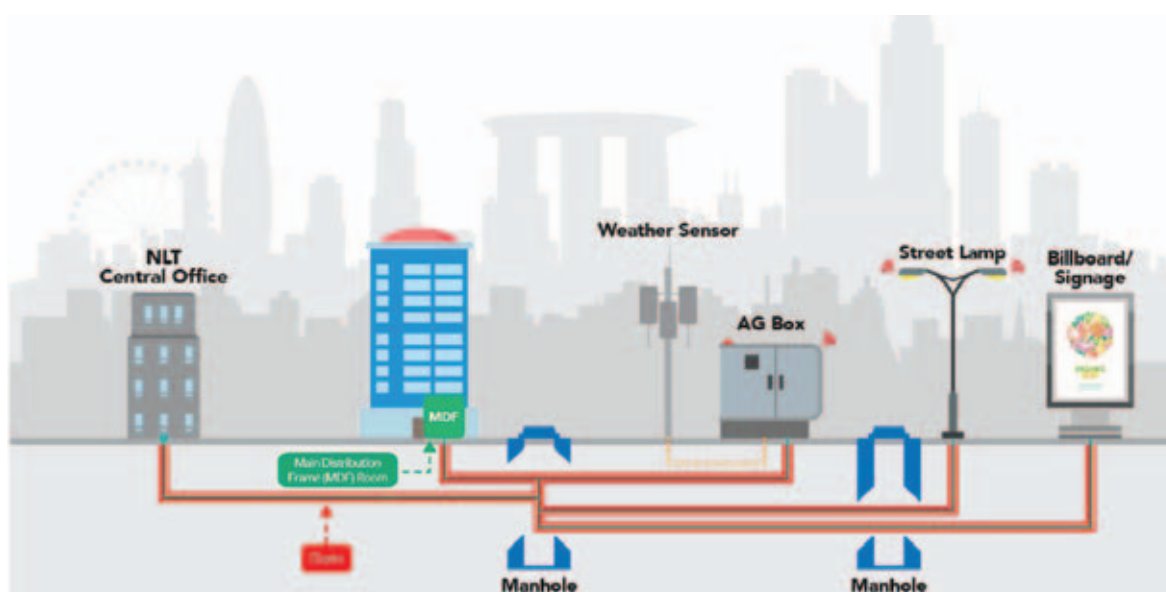 Weather Sensor
NLT
Central Office
Street Lamp
Billboard/
Signage
AG Box
MDF
Main Distribution
Frame (MDF) Room
Manhole
Manhole